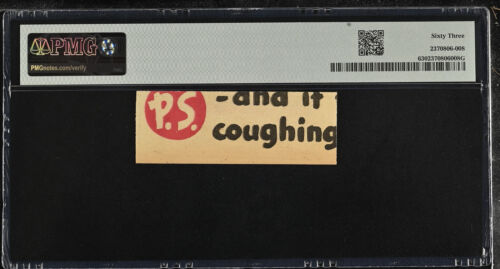 PMG
PMGnotes.com/verify
Sixty Three
2370806-008
6302370806008G
P.S. - and if
coughing